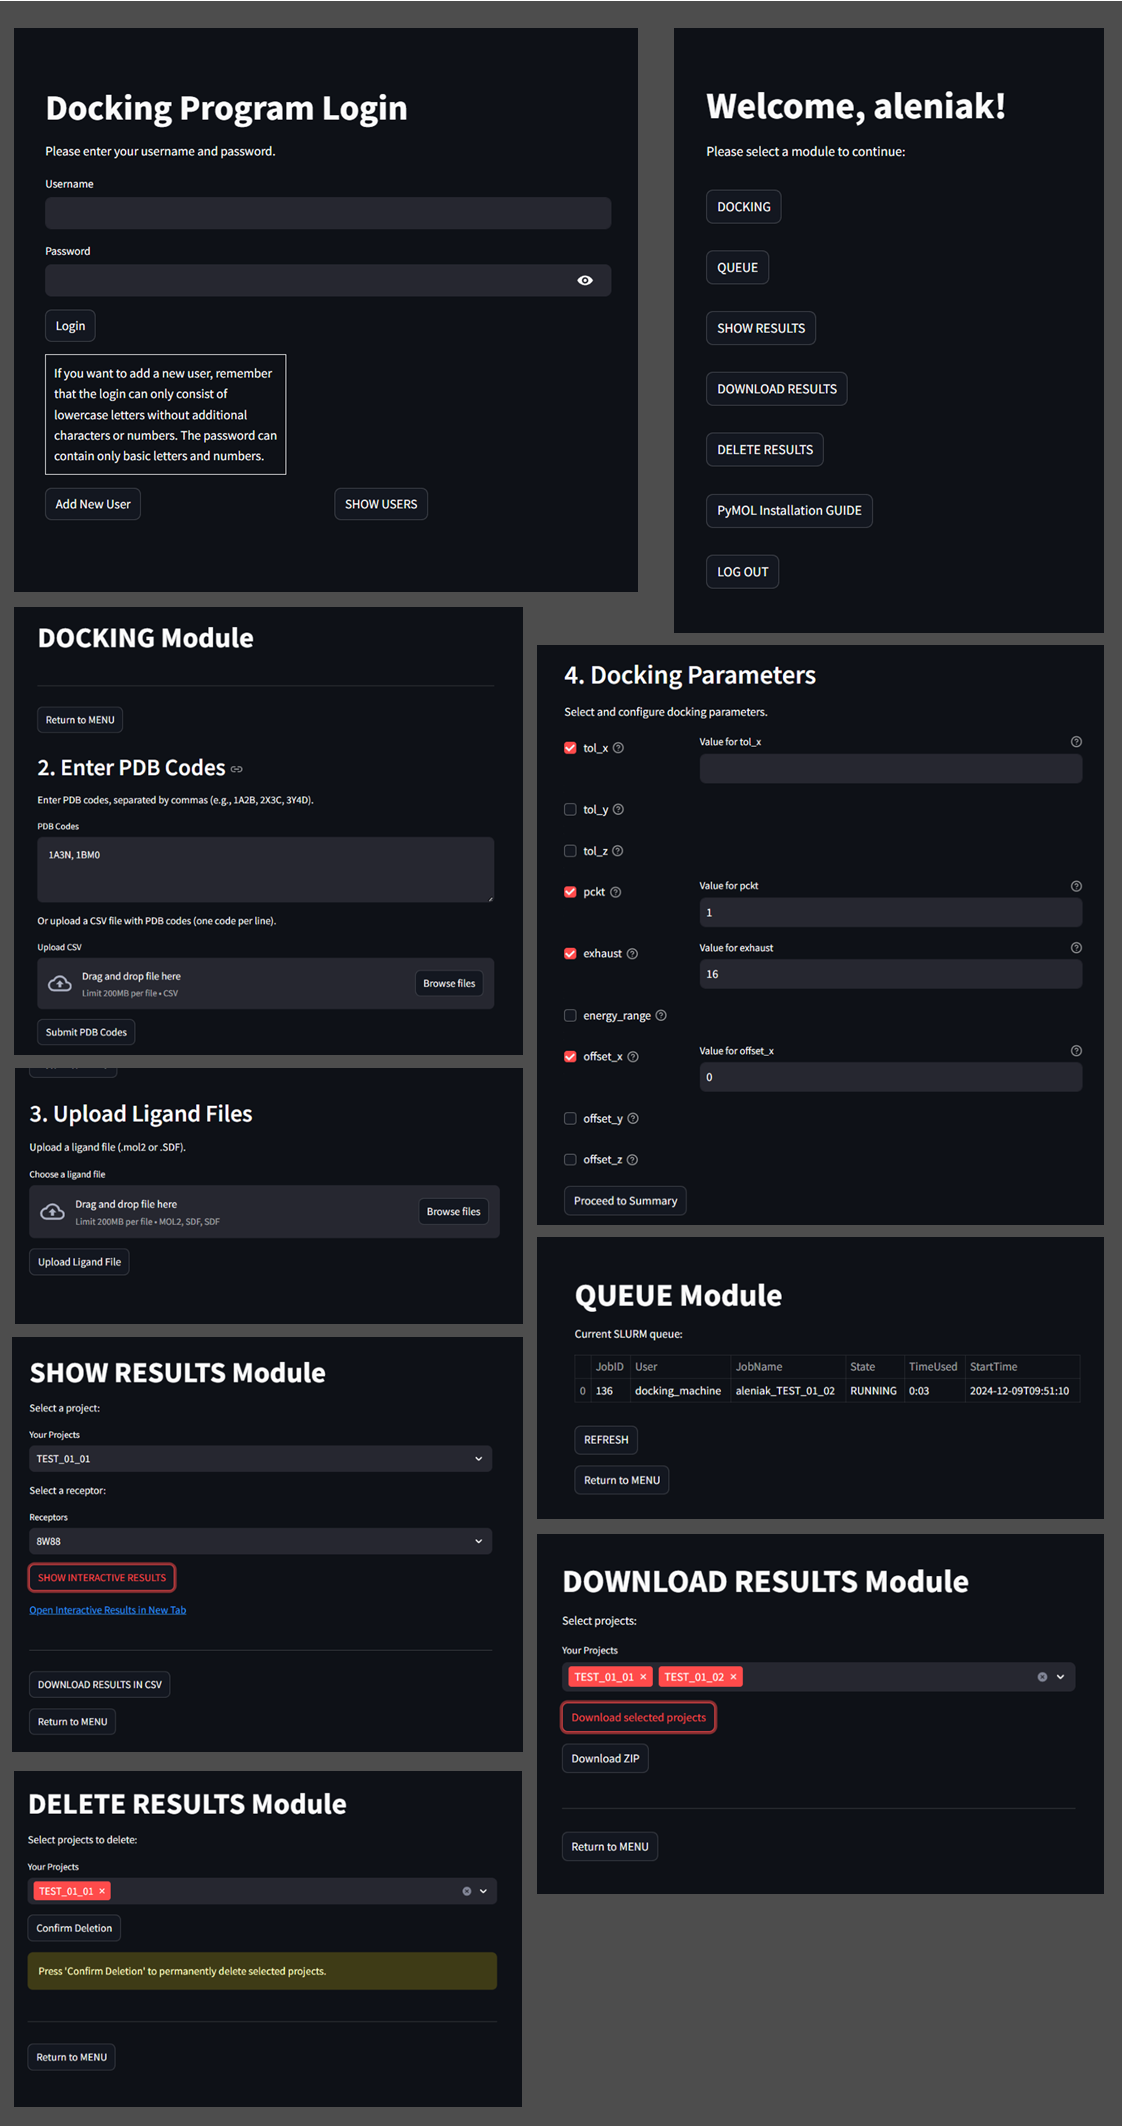 Docking Program Login
Please enter your username and password.
Username
Password
Login
If you want to add a new user, remember
that the login can only consist of
lowercase letters without additional
characters or numbers. The password can
contain only basic letters and numbers.
Add New User
SHOW USERS
Welcome, aleniak!
Please select a module to continue:
DOCKING
QUEUE
SHOW RESULTS
DOWNLOAD RESULTS
DELETE RESULTS
PyMOL Installation GUIDE
LOG OUT
DOCKING Module
Return to MENU
2. Enter PDB Codes
Enter PDB codes, separated by commas (e.g., 1A2B, 2X3C, 3Y4D).
PDB Codes
1A3N, 1BM0
Or upload a CSV file with PDB codes (one code per line).
Upload CSV
Drag and drop file here
Limit 200MB per file • CSV
Browse files
Submit PDB Codes
3. Upload Ligand Files
Upload a ligand file (.mol2 or .SDF).
Choose a ligand file
Drag and drop file here
Limit 200MB per file • MOL2, SDF, SDF
Browse files
Upload Ligand File
4. Docking Parameters
Select and configure docking parameters.
tol_x
Value for tol_x
tol_y
tol_z
pckt
Value for pckt
1
exhaust
Value for exhaust
16
energy_range
offset_x
Value for offset_x
0
offset_y
offset_z
Proceed to Summary
QUEUE Module
Current SLURM queue:
JobID User JobName State TimeUsed StartTime
0 136 docking_machine aleniak_TEST_01_02 RUNNING 0:03 2024-12-09T09:51:10
REFRESH
Return to MENU
SHOW RESULTS Module
Select a project:
Your Projects
TEST_01_01
Select a receptor:
Receptors
8W88
SHOW INTERACTIVE RESULTS
Open Interactive Results in New Tab
DOWNLOAD RESULTS IN CSV
Return to MENU
DOWNLOAD RESULTS Module
Select projects:
Your Projects
TEST_01_01 × TEST_01_02 ×
Download selected projects
Download ZIP
Return to MENU
DELETE RESULTS Module
Select projects to delete:
Your Projects
TEST_01_01 ×
Confirm Deletion
Press 'Confirm Deletion' to permanently delete selected projects.
Return to MENU